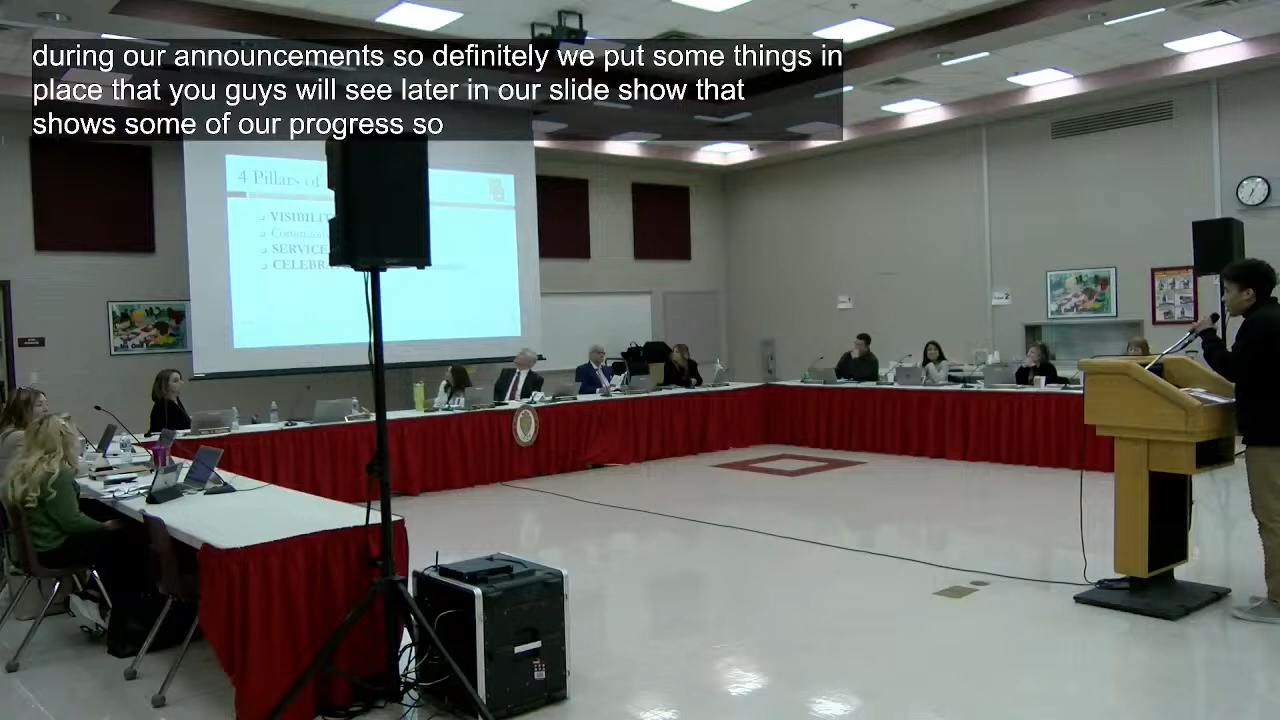 during our announcements so definitely we put some things in
place that you guys will see later in our slide show that
shows some of our progress so
4 Pillars of
VISIBILIT
SERVICE
CELEBR